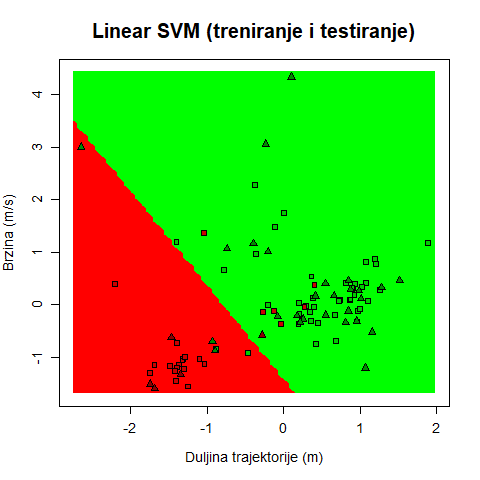 Linear SVM (treniranje i testiranje)
Brzina (m/s)
4
3
2
1
0
-1
-2 -1 0 1 2
Duljina trajektorije (m)